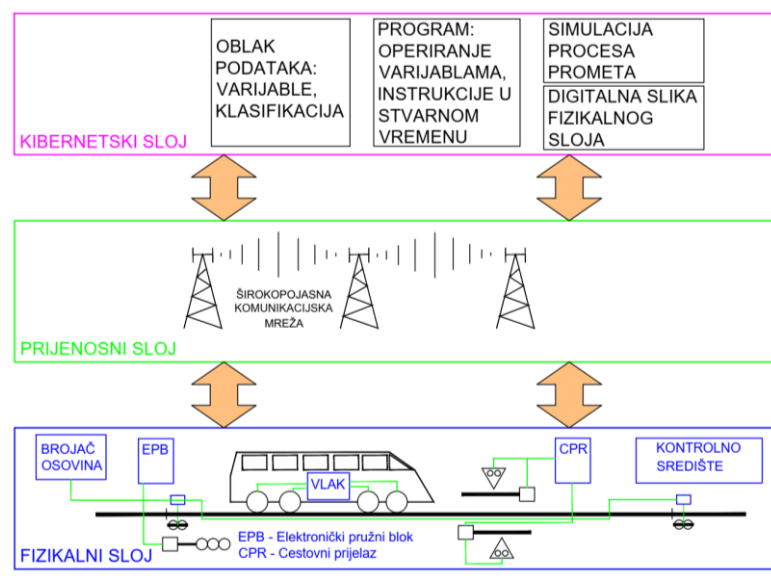 OBLAK
PODATAKA:
VARIJABLE,
KLASIFIKACIJA
PROGRAM:
OPERIRANJE
VARIJABLAMA,
INSTRUKCIJE U
STVARNOM
VREMENU
SIMULACIJA
PROCESA
PROMETA
DIGITALNA SLIKA
FIZIKALNOG
SLOJA
KIBERNETSKI SLOJ
ŠIROKOPOJASNA
KOMUNIKACIJSKA
MREŽA
PRIJENOSNI SLOJ
BROJAČ
OSOVINA
EPB
VLAK
CPR
KONTROLNO
SREDIŠTE
EPB - Elektronički pružni blok
CPR - Cestovni prijelaz
FIZIKALNI SLOJ